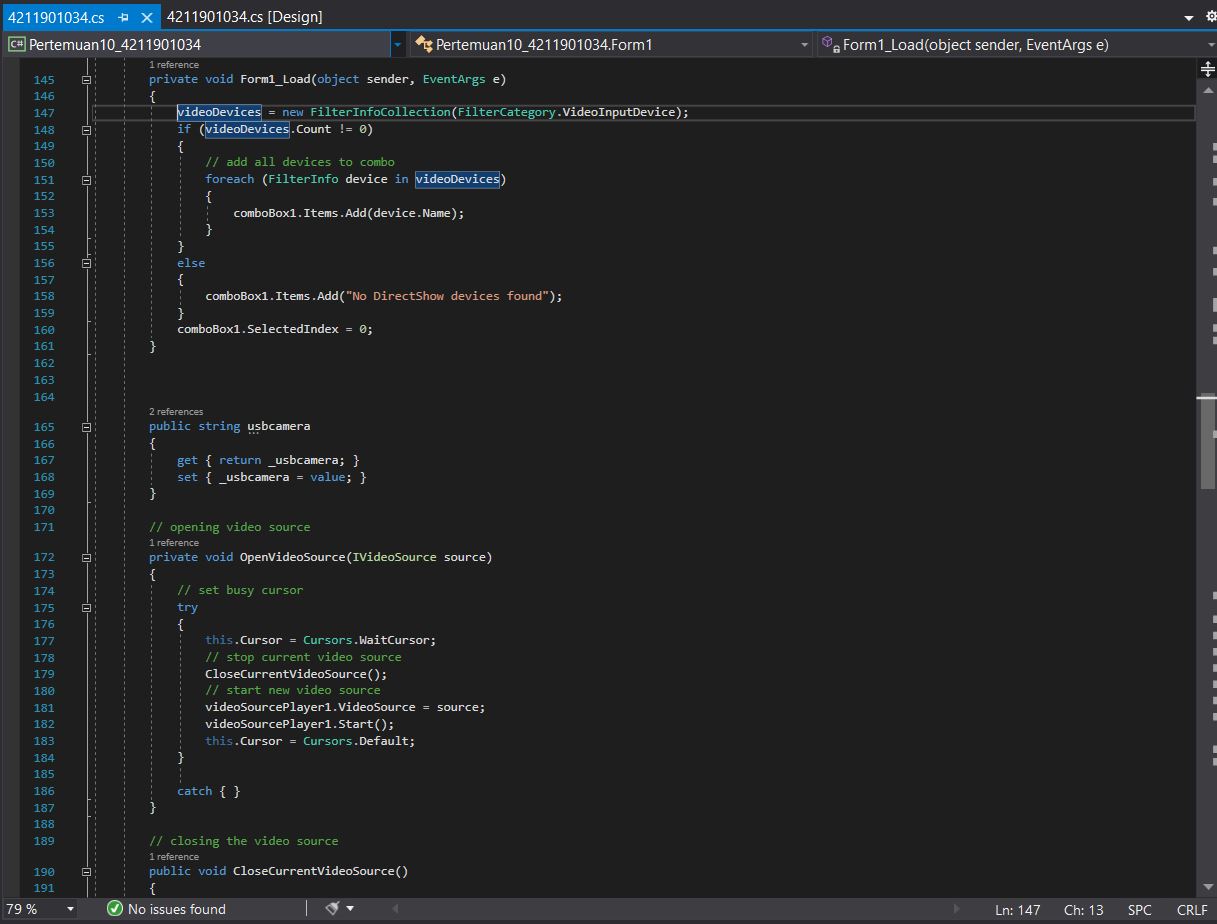 4211901034.cs 4211901034.cs [Design]
C# Pertemuan10_4211901034 Pertemuan10_4211901034.Form1 Form1_Load(object sender, EventArgs e)
1 reference
145 private void Form1_Load(object sender, EventArgs e)
146 {
147 videoDevices = new FilterInfoCollection(FilterCategory.VideoInputDevice);
148 if (videoDevices.Count != 0)
149 {
150 // add all devices to combo
151 foreach (FilterInfo device in videoDevices)
152 {
153 comboBox1.Items.Add(device.Name);
154 }
155 }
156 else
157 {
158 comboBox1.Items.Add("No DirectShow devices found");
159 }
160 comboBox1.SelectedIndex = 0;
161 }
162
163
164
2 references
165 public string usbcamera
166 {
167 get { return _usbcamera; }
168 set { _usbcamera = value; }
169 }
170
171 // opening video source
1 reference
172 private void OpenVideoSource(IVideoSource source)
173 {
174 // set busy cursor
175 try
176 {
177 this.Cursor = Cursors.WaitCursor;
178 // stop current video source
179 CloseCurrentVideoSource();
180 // start new video source
181 videoSourcePlayer1.VideoSource = source;
182 videoSourcePlayer1.Start();
183 this.Cursor = Cursors.Default;
184 }
185
186 catch { }
187 }
188
189 // closing the video source
1 reference
190 public void CloseCurrentVideoSource()
191 {
79 % No issues found Ln: 147 Ch: 13 SPC CRLF